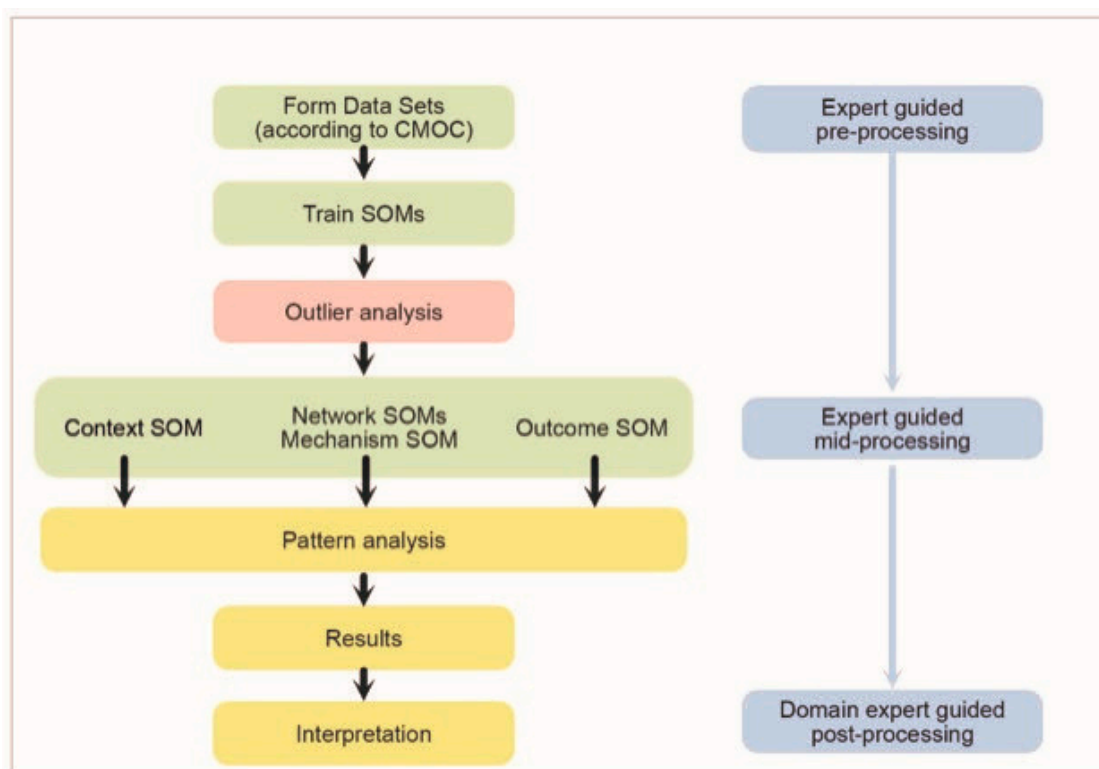 Form Data Sets
(according to CMOC)
Train SOMs
Outlier analysis
Context SOM
Network SOMs
Mechanism SOM
Outcome SOM
Pattern analysis
Results
Interpretation
Expert guided
pre-processing
Expert guided
mid-processing
Domain expert guided
post-processing